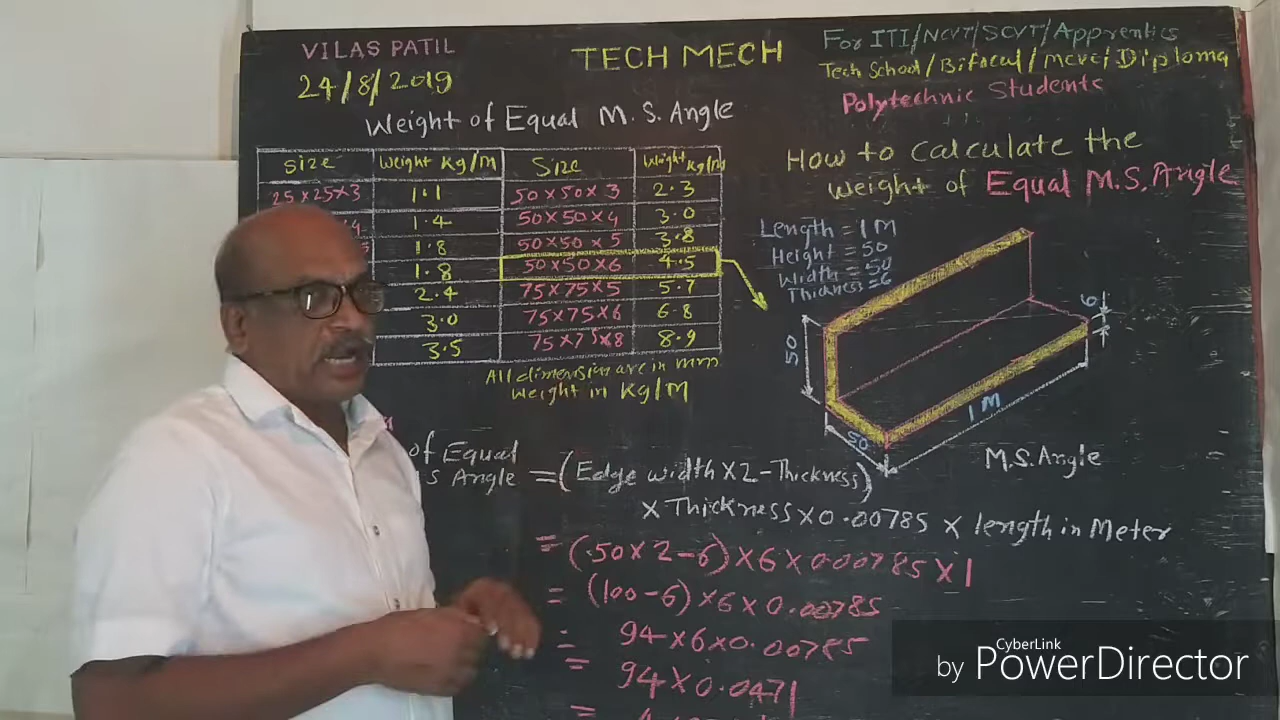 VILAS PATIL
24/8/2019
TECH MECH
For ITI/NCVT/SCVT/Apprentics
Tech School/Bifocal/mcvc/Diploma
Polytechnic Students
Weight of Equal M.S.Angle
How to Calculate the
weight of Equal M.S.Angle
Size Weight Kg/M Size Weight Kg/M
25×25×3 1.1 50×50×3 2.3
1.4 50×50×4 3.0
1.8 50×50×5 3.8
1.8 50×50×6 4.5
2.4 75×75×5 5.7
3.0 75×75×6 6.8
3.5 75×75×8 8.9
All dimension are in mm
weight in Kg/M
Length = 1M
Height = 50
Width = 50
Thickness = 6
6
50
50
1M
M.S.Angle
of Equal
S Angle =(Edge width×2-Thickness)
×Thickness×0.00785 × length in Meter
= (50×2-6)×6×0.00785×1
= (100-6)×6×0.00785
= 94×6×0.00785
= 94×0.0471
=
CyberLink
by PowerDirector